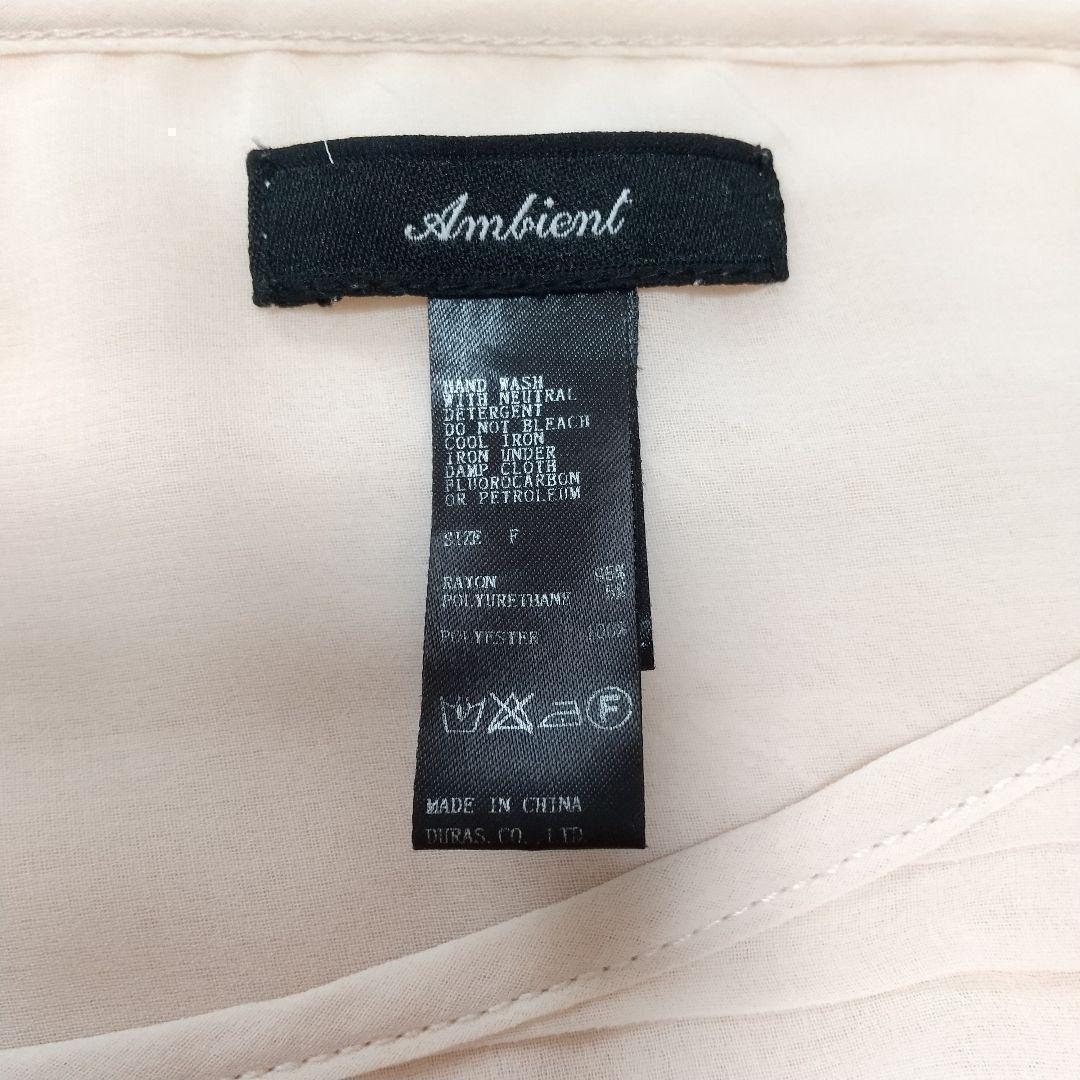 Ambient
HAND WASH
WITH NEUTRAL
DETERGENT
DO NOT BLEACH
COOL IRON
IRON UNDER
DAMP CLOTH
FLUOROCARBON
OR PETROLEUM
SIZE F
RAYON 95%
POLYURETHANE 5%
POLYESTER 100%
F
MADE IN CHINA
DURAS.CO.,LTD.